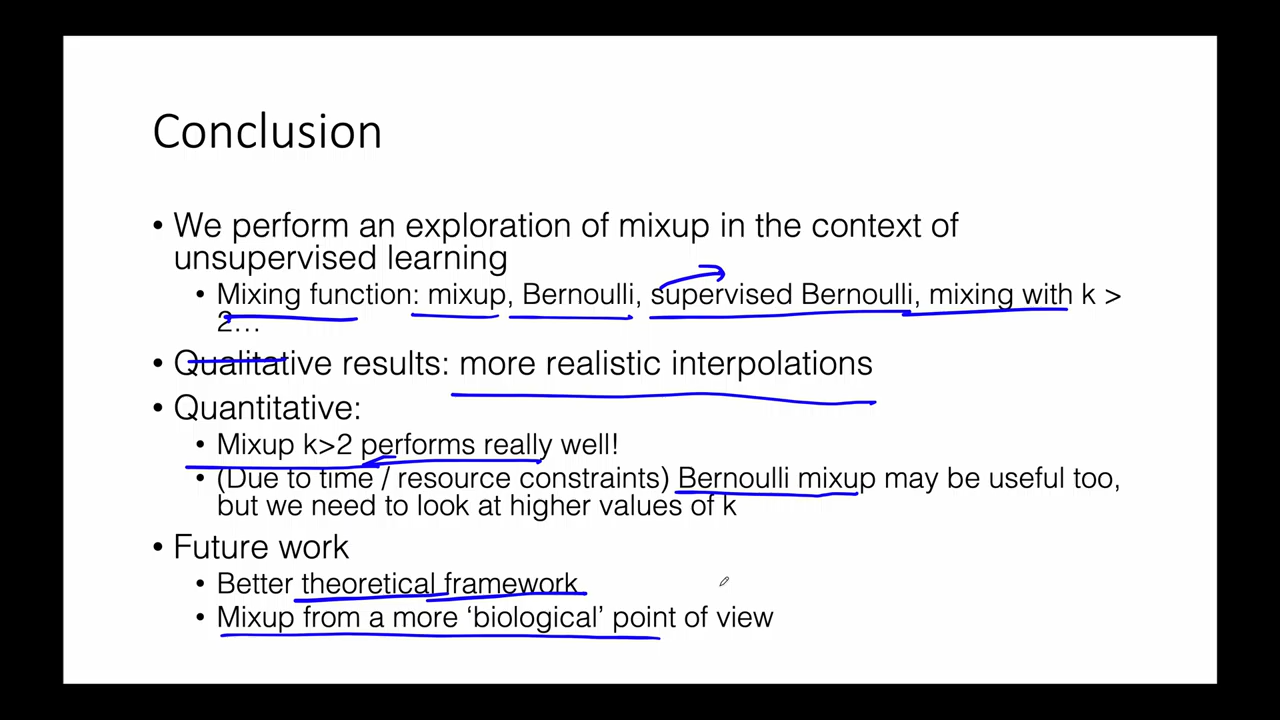 Conclusion
• We perform an exploration of mixup in the context of
unsupervised learning
• Mixing function: mixup, Bernoulli, supervised Bernoulli, mixing with k >
2…
• Qualitative results: more realistic interpolations
• Quantitative:
• Mixup k>2 performs really well!
• (Due to time / resource constraints) Bernoulli mixup may be useful too,
but we need to look at higher values of k
• Future work
• Better theoretical framework
• Mixup from a more ‘biological’ point of view